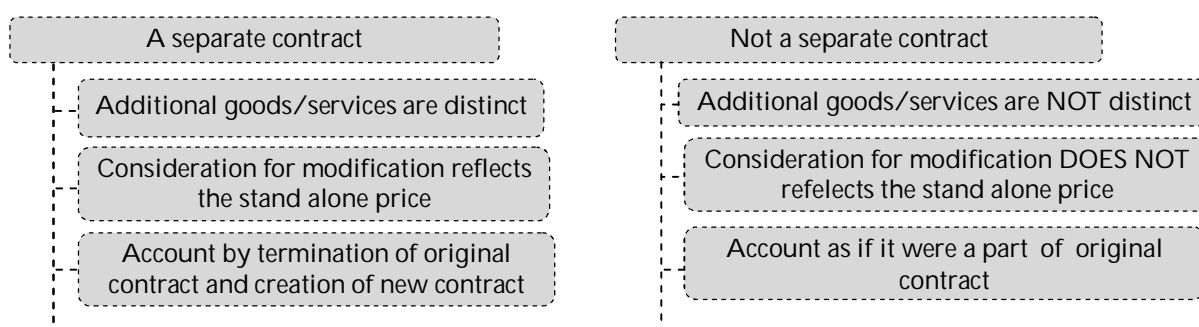 A separate contract
Additional goods/services are distinct
Consideration for modification reflects
the stand alone price
Account by termination of original
contract and creation of new contract
Not a separate contract
Additional goods/services are NOT distinct
Consideration for modification DOES NOT
refelects the stand alone price
Account as if it were a part of original
contract